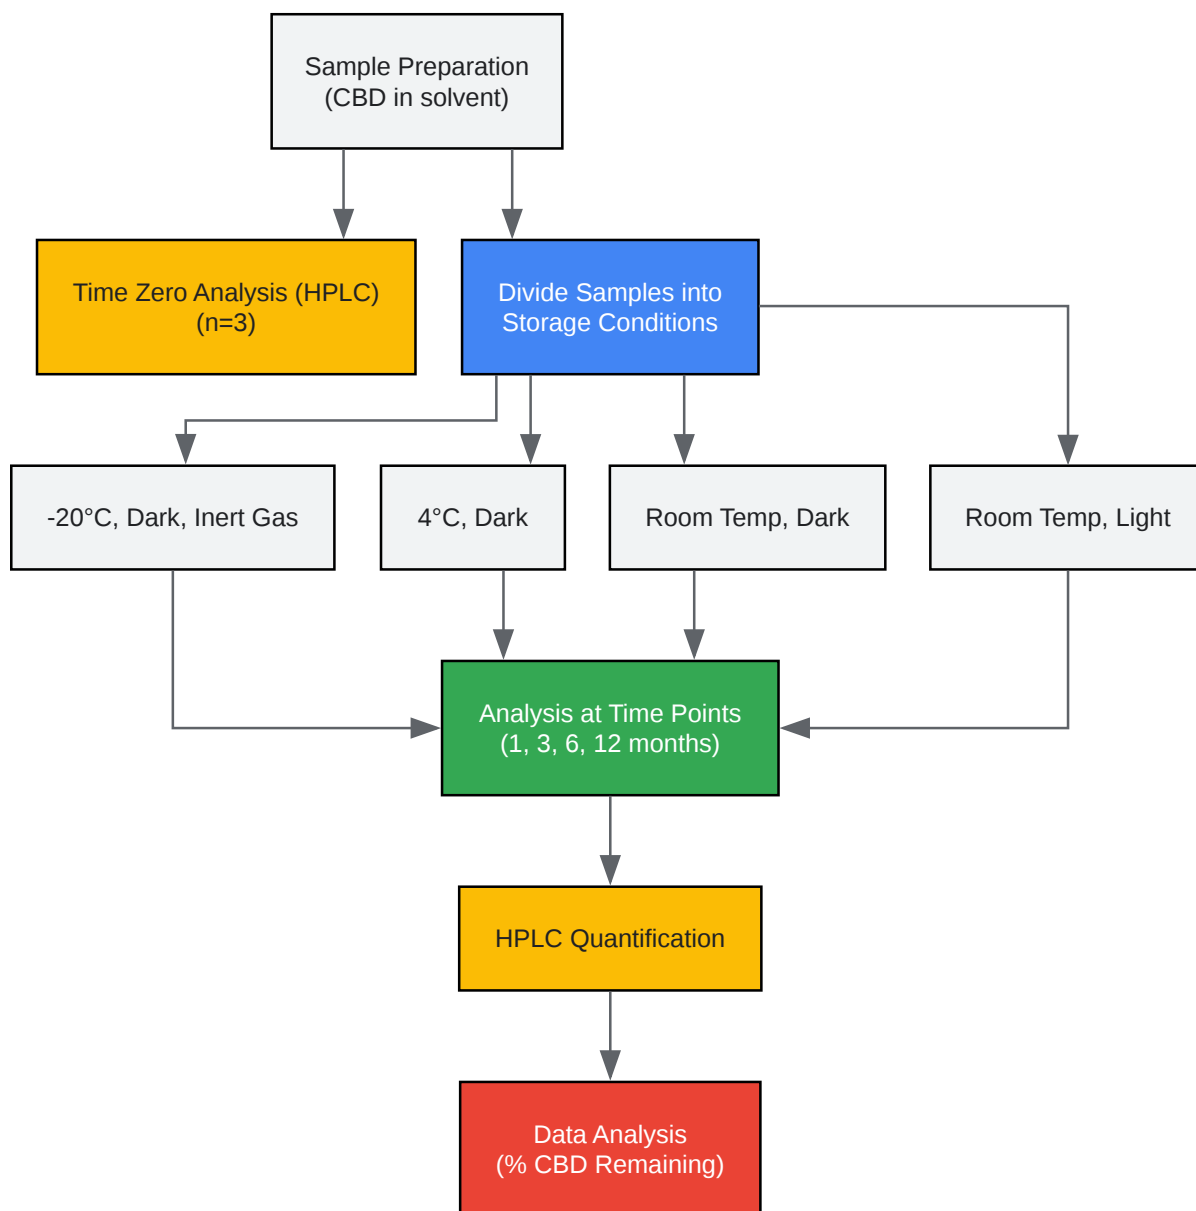 Sample Preparation
(CBD in solvent)
Time Zero Analysis (HPLC)
(n=3)
Divide Samples into
Storage Conditions
-20°C, Dark, Inert Gas
4°C, Dark
Room Temp, Dark
Room Temp, Light
Analysis at Time Points
(1, 3, 6, 12 months)
HPLC Quantification
Data Analysis
(% CBD Remaining)